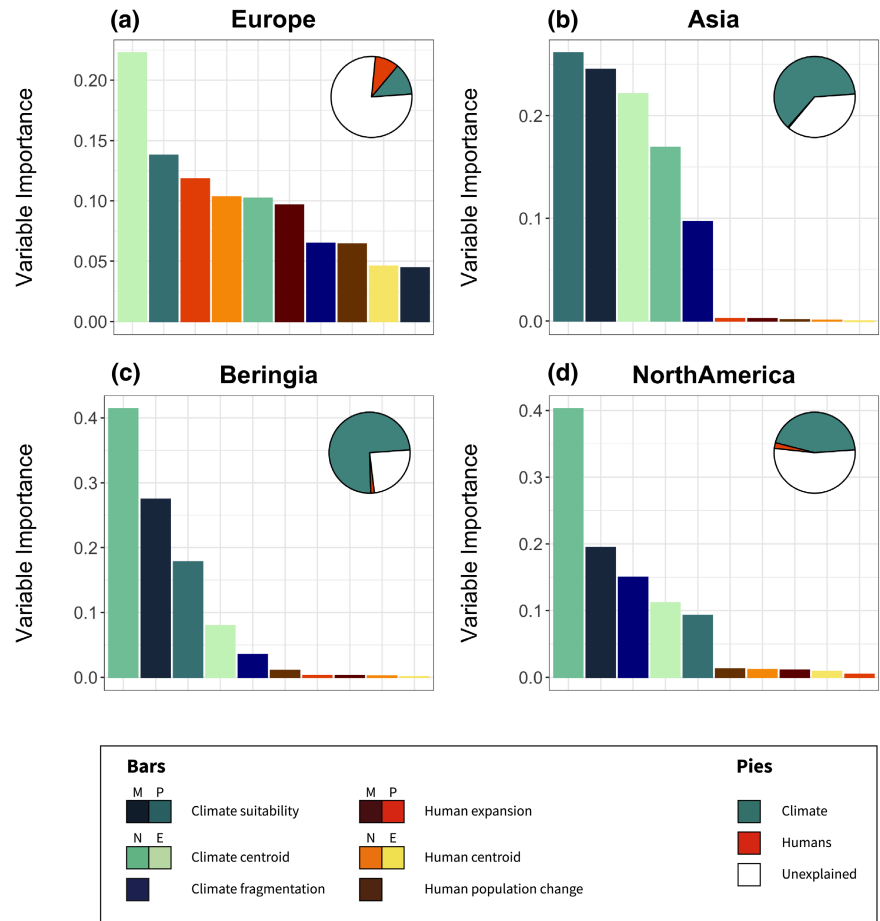 (a) Europe
Variable Importance
0.20
0.15
0.10
0.05
0.00
(b) Asia
Variable Importance
0.2
0.1
0.0
(c) Beringia
Variable Importance
0.4
0.3
0.2
0.1
0.0
(d) NorthAmerica
Variable Importance
0.4
0.3
0.2
0.1
0.0
Bars
M P
Climate suitability
N E
Climate centroid
Climate fragmentation
M P
Human expansion
N E
Human centroid
Human population change
Pies
Climate
Humans
Unexplained